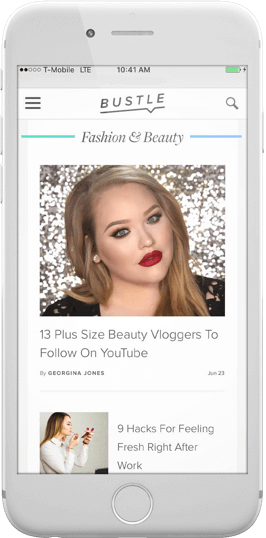 T-Mobile LTE 10:41 AM
BUSTLE
Fashion & Beauty
13 Plus Size Beauty Vloggers To
Follow On YouTube
By GEORGINA JONES Jun 23
9 Hacks For Feeling
Fresh Right After
Work